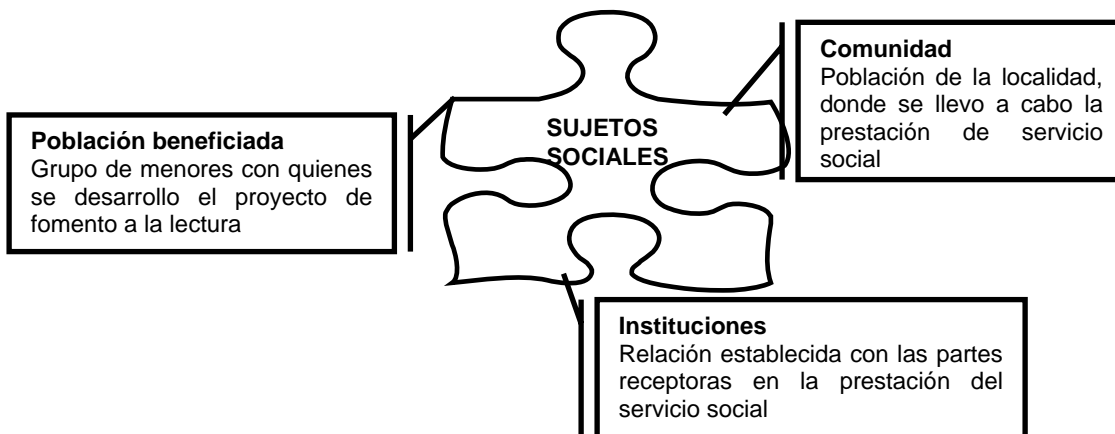 SUJETOS
SOCIALES
Comunidad
Población de la localidad,
donde se llevo a cabo la
prestación de servicio
social
Población beneficiada
Grupo de menores con quienes
se desarrollo el proyecto de
fomento a la lectura
Instituciones
Relación establecida con las partes
receptoras en la prestación del
servicio social